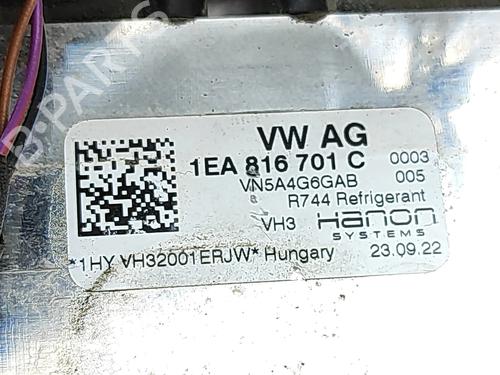 VW AG
1EA 816 701 C 0003
VN5A4G6GAB 005
R744 Refrigerant
VH3 Hanon
SYSTEMS
*1HY VH32001ERJW* Hungary 23.09.22
B-PARTS